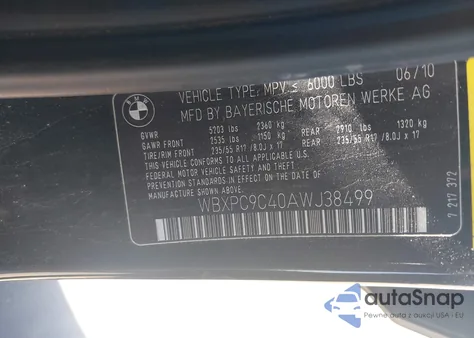 BMW
VEHICLE TYPE: MPV ≤ 6000 LBS 06/10
MFD BY BAYERISCHE MOTOREN WERKE AG
GVWR 5203 lbs 2360 kg
GAWR FRONT 2535 lbs 1150 kg REAR 2910 lbs 1320 kg
TIRE/RIM FRONT 235/55 R17 /8.0J x 17 REAR 235/55 R17 /8.0J x 17
THIS VEHICLE CONFORMS TO ALL APPLICABLE
FEDERAL MOTOR VEHICLE SAFETY AND THEFT
PREVENTION STANDARDS IN EFFECT ON THE DATE OF
MANUFACTURE SHOWN ABOVE.
WBXPC9C40AWJ38499
7 217 372
autoSnap
Pewne auta z aukcji USA - EU